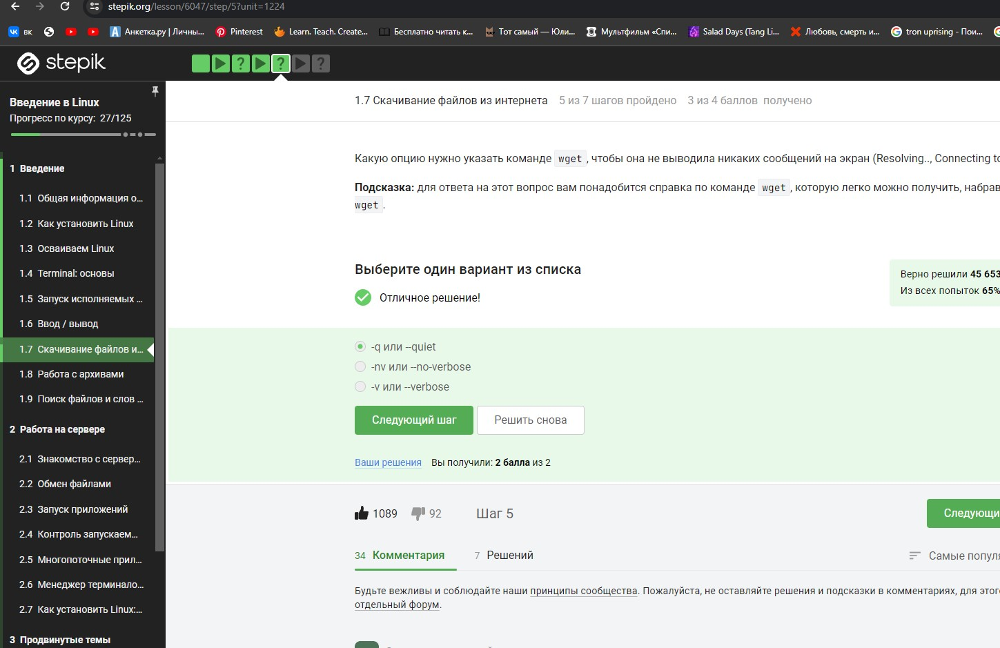 stepik.org/lesson/6047/step/5?unit=1224
вк
Анкета.ру | Личны...
Pinterest
Learn. Teach. Create...
Бесплатно читать к...
Тот самый — Юли...
Мультфильм «Спи...
Salad Days (Tang Li...
Любовь, смерть и...
tron uprising - Пои...
stepik
Введение в Linux
Прогресс по курсу: 27/125
1 Введение
1.1 Общая информация о...
1.2 Как установить Linux
1.3 Осваиваем Linux
1.4 Terminal: основы
1.5 Запуск исполняемых ...
1.6 Ввод / вывод
1.7 Скачивание файлов и...
1.8 Работа с архивами
1.9 Поиск файлов и слов ...
2 Работа на сервере
2.1 Знакомство с сервер...
2.2 Обмен файлами
2.3 Запуск приложений
2.4 Контроль запускаем...
2.5 Многопоточные прил...
2.6 Менеджер терминало...
2.7 Как установить Linux:...
3 Продвинутые темы
1.7 Скачивание файлов из интернета 5 из 7 шагов пройдено 3 из 4 баллов получено
Какую опцию нужно указать команде wget, чтобы она не выводила никаких сообщений на экран (Resolving.., Connecting to
Подсказка: для ответа на этот вопрос вам понадобится справка по команде wget, которую легко можно получить, набрав
wget.
Выберите один вариант из списка
Отличное решение!
Верно решили 45 653
Из всех попыток 65%
-q или --quiet
-nv или --no-verbose
-v или --verbose
Следующий шаг
Решить снова
Ваши решения Вы получили: 2 балла из 2
1089 92 Шаг 5
Следующи
34 Комментария 7 Решений
Самые популя
Будьте вежливы и соблюдайте наши принципы сообщества. Пожалуйста, не оставляйте решения и подсказки в комментариях, для этого
отдельный форум.